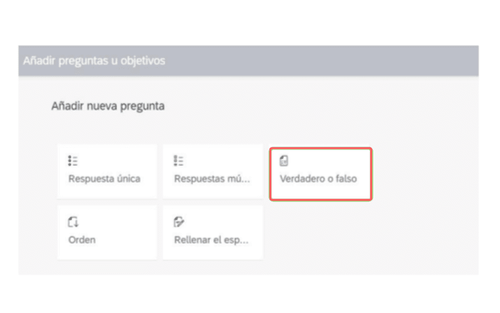 Añadir preguntas u objetivos
Añadir nueva pregunta
Respuesta única
Respuestas mú...
Verdadero o falso
Orden
Rellenar el esp...